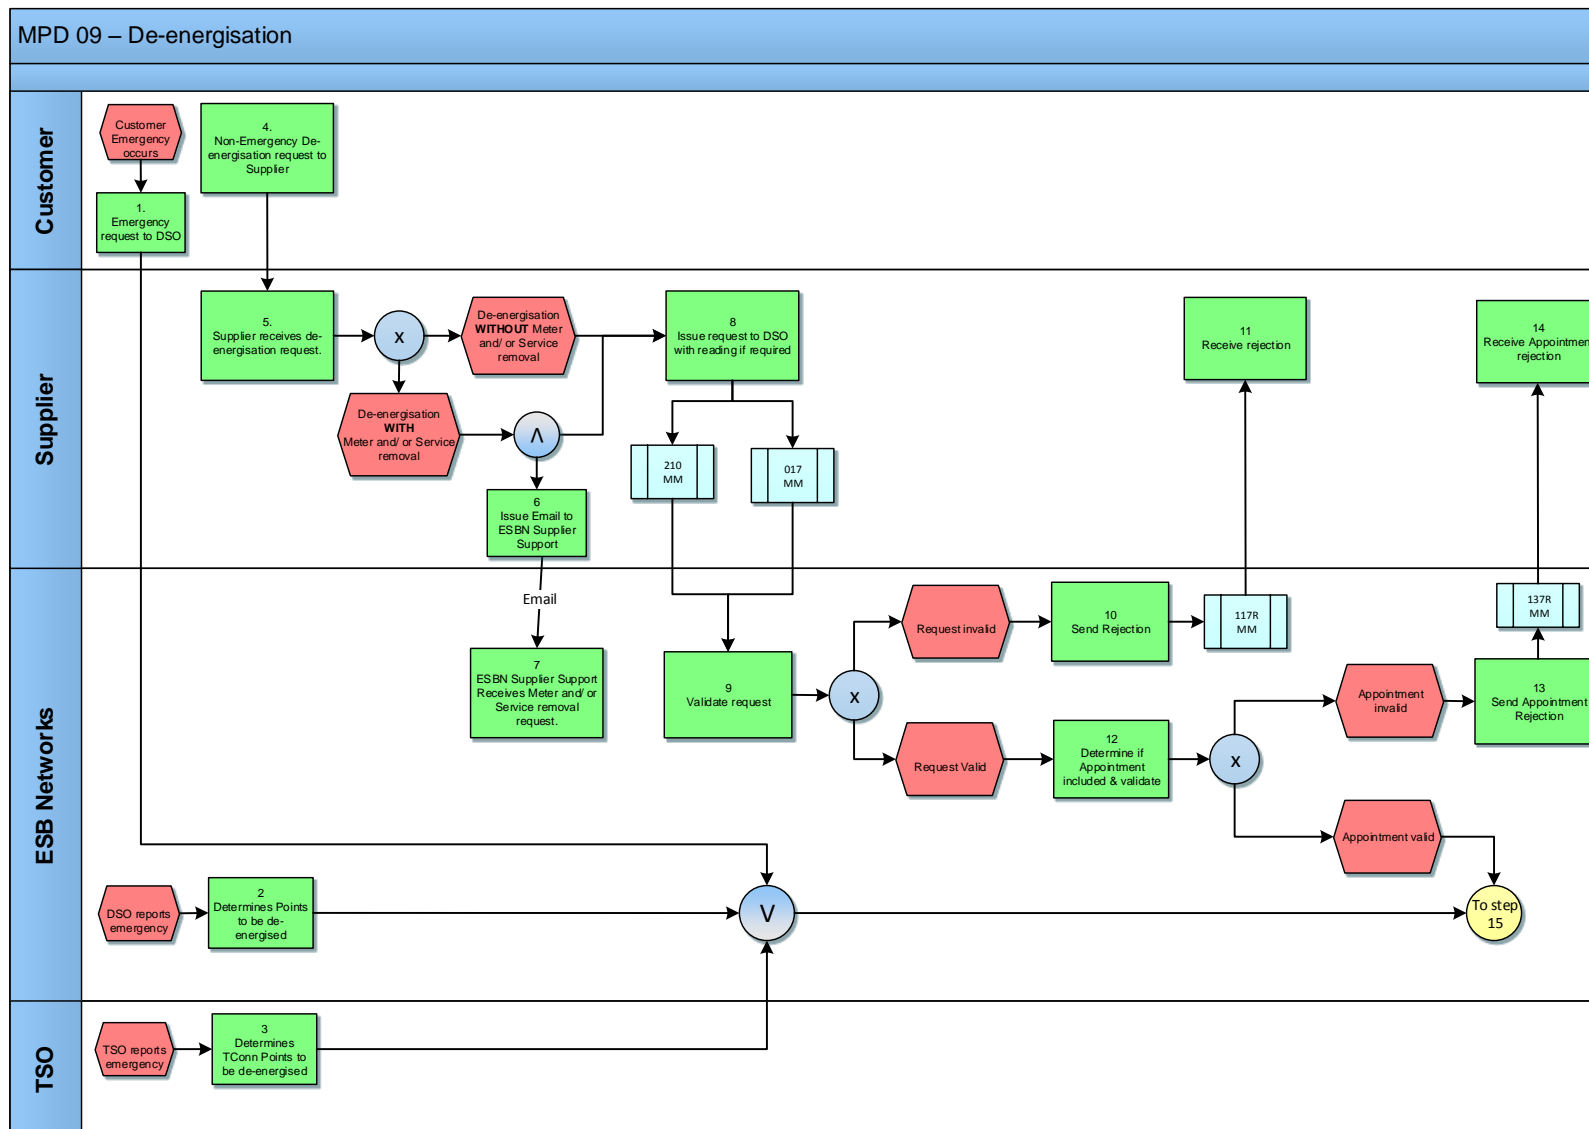 MPD 09 – De-energisation
Customer
Customer
Emergency
occurs
1.
Emergency
request to DSO
4.
Non-Emergency De-
energisation request to
Supplier
Supplier
5.
Supplier receives de-
energisation request.
x
De-energisation
WITHOUT Meter
and/ or Service
removal
De-energisation
WITH
Meter and/ or Service
removal
Λ
6
Issue Email to
ESBN Supplier
Support
8
Issue request to DSO
with reading if required
210
MM
017
MM
11
Receive rejection
14
Receive Appointment
rejection
ESB Networks
Email
7
ESBN Supplier Support
Receives Meter and/ or
Service removal
request.
9
Validate request
x
Request invalid
10
Send Rejection
117R
MM
Request Valid
12
Determine if
Appointment
included & validate
x
Appointment
invalid
13
Send Appointment
Rejection
137R
MM
Appointment valid
DSO reports
emergency
2
Determines Points
to be de-
energised
V
To step
15
TSO
TSO reports
emergency
3
Determines
TConn Points to
be de-energised